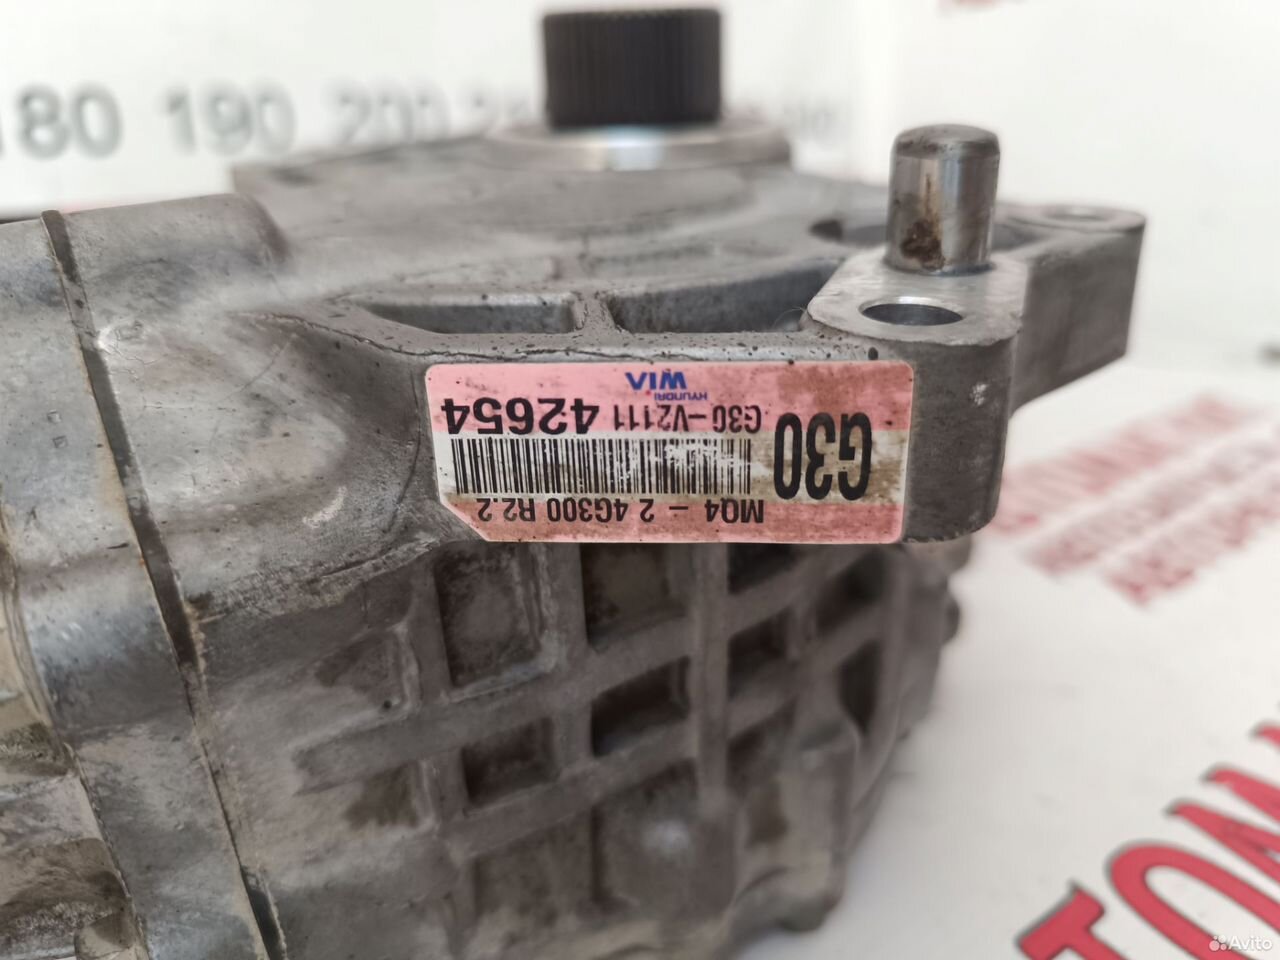 180 190 200
MQ4 - 2 4G300 R2.2
G30
G30-V2111 42654
HYUNDAI
WIA
Avito